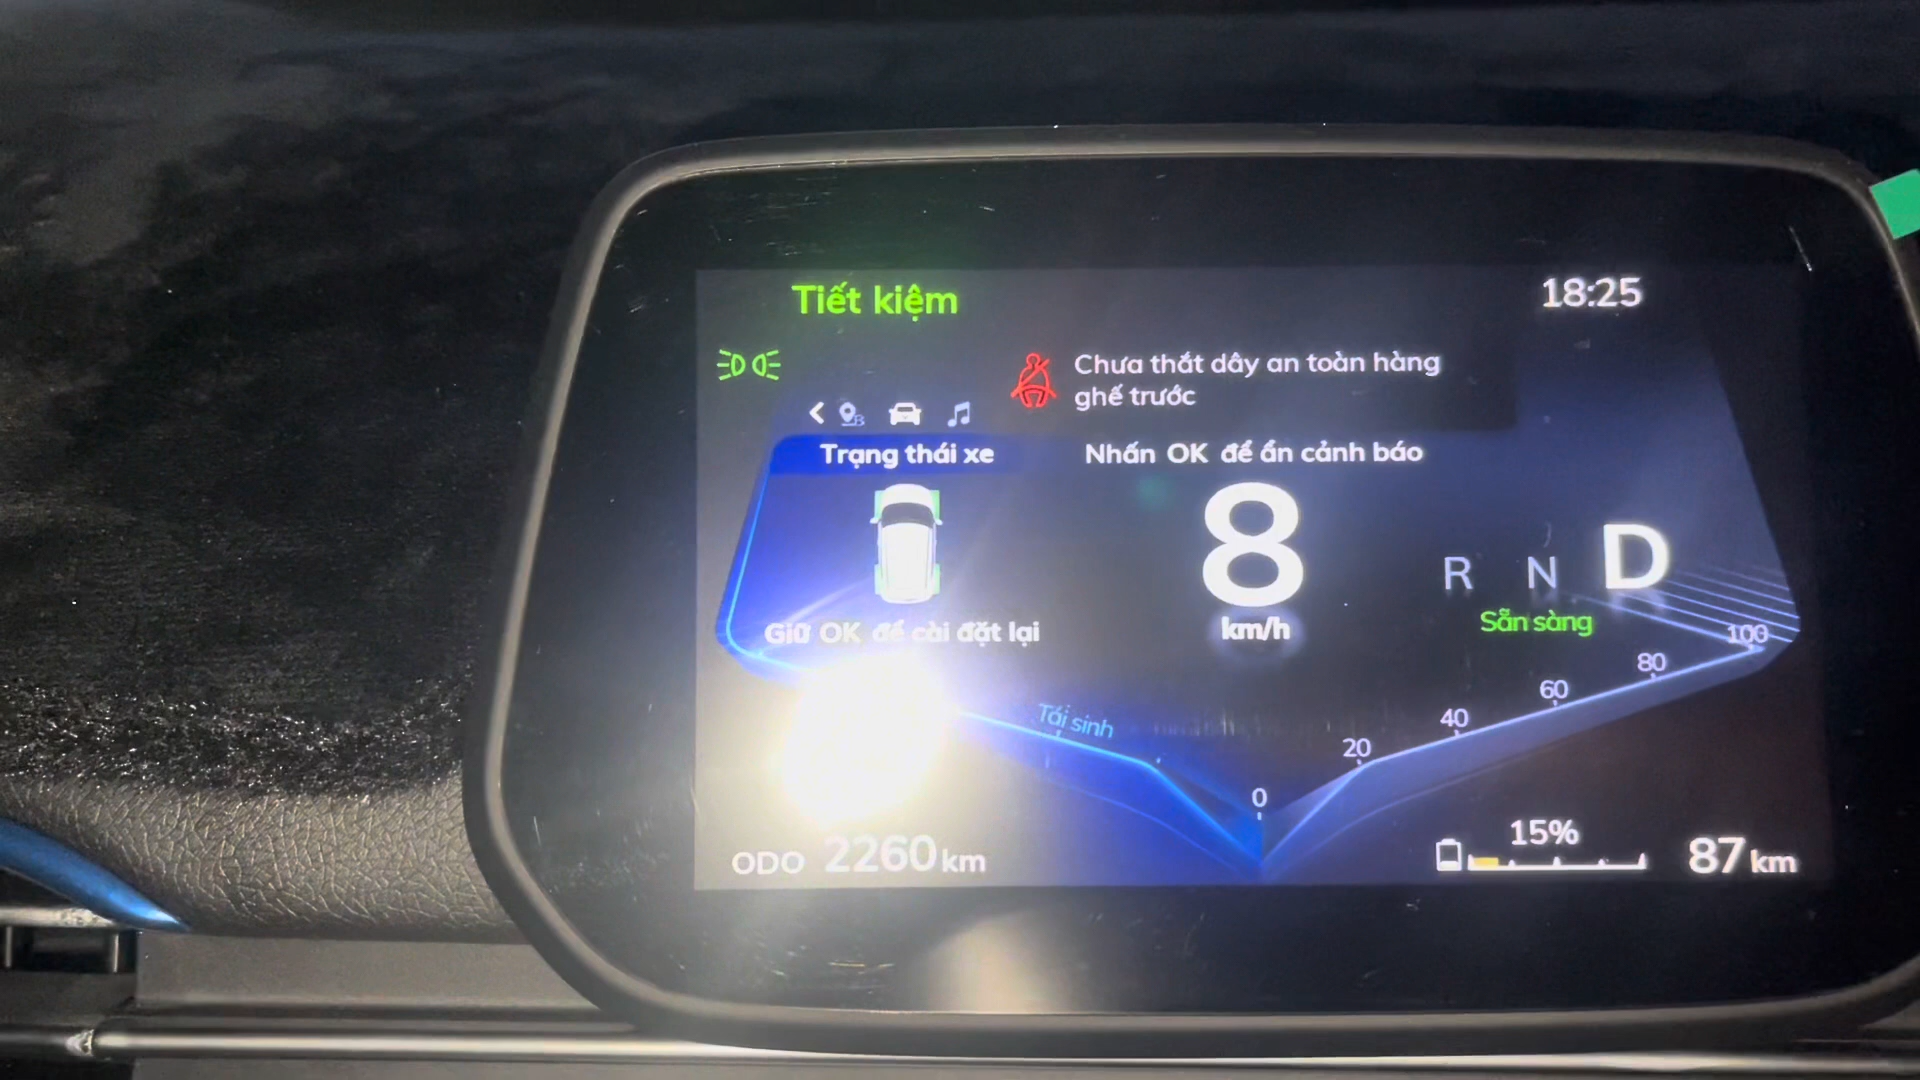 Tiết kiệm
18:25
Chưa thắt dây an toàn hàng
ghế trước
Trạng thái xe
Nhấn OK để ẩn cảnh báo
8
km/h
R N D
Sẵn sàng
Giữ OK để cài đặt lại
Tái sinh
0
20
40
60
80
100
ODO 2260 km
15%
87 km